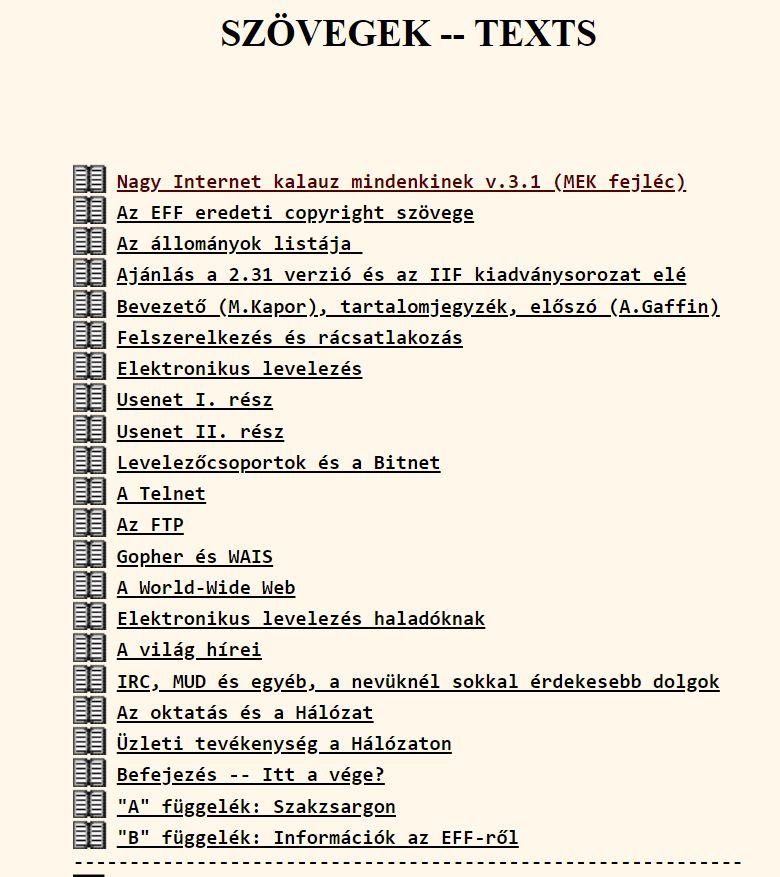 SZÖVEGEK -- TEXTS
Nagy Internet kalauz mindenkinek v.3.1 (MEK fejléc)
Az EFF eredeti copyright szövege
Az állományok listája
Ajánlás a 2.31 verzió és az IIF kiadványsorozat elé
Bevezető (M.Kapor), tartalomjegyzék, előszó (A.Gaffin)
Felszerelkezés és rácsatlakozás
Elektronikus levelezés
Usenet I. rész
Usenet II. rész
Levelezőcsoportok és a Bitnet
A Telnet
Az FTP
Gopher és WAIS
A World-Wide Web
Elektronikus levelezés haladóknak
A világ hírei
IRC, MUD és egyéb, a nevüknél sokkal érdekesebb dolgok
Az oktatás és a Hálózat
Üzleti tevékenység a Hálózaton
Befejezés -- Itt a vége?
"A" függelék: Szakzsargon
"B" függelék: Információk az EFF-ről
------------------------------------------------------------